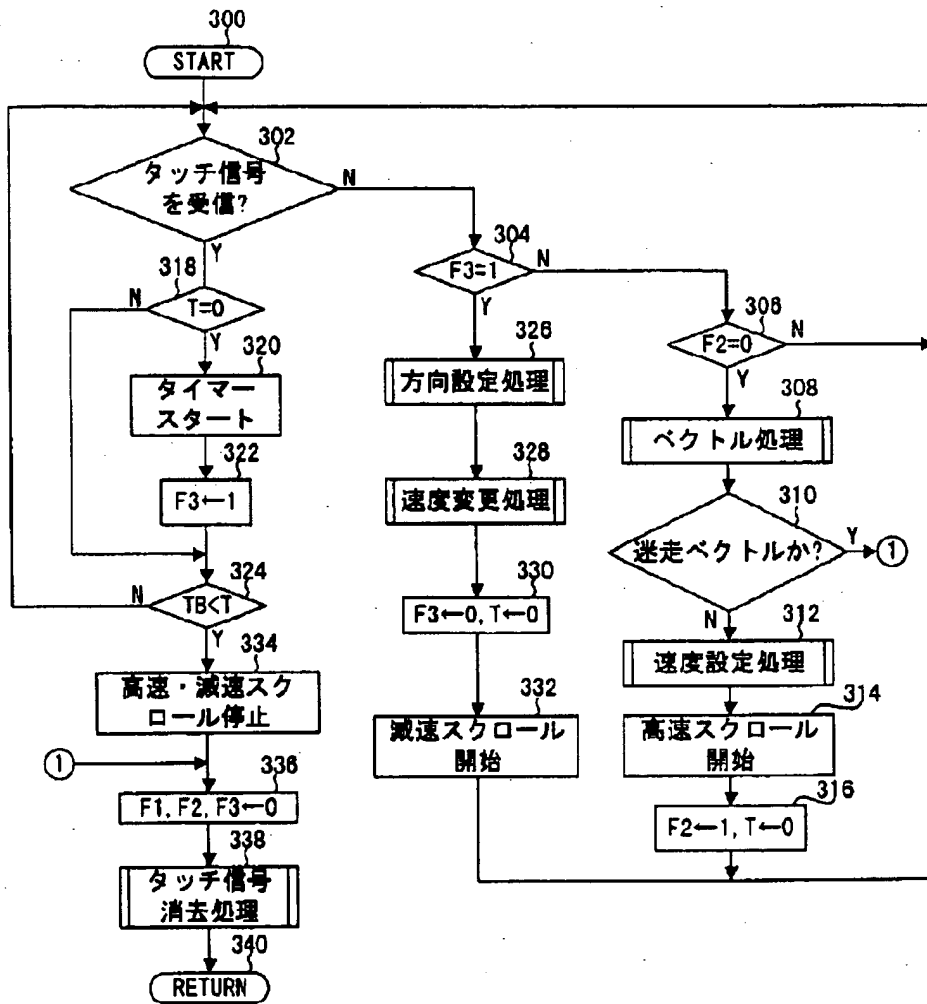 300
START
302
タッチ信号
を受信?
N
Y
304
F3=1
N
Y
306
F2=0
N
Y
318
N
T=0
Y
320
タイマー
スタート
322
F3←1
324
N
TB<T
Y
334
高速・減速スク
ロール停止
①
336
F1, F2, F3←0
338
タッチ信号
消去処理
340
RETURN
326
方向設定処理
328
速度変更処理
330
F3←0, T←0
332
減速スクロール
開始
308
ベクトル処理
310
迷走ベクトルか?
Y
①
N
312
速度設定処理
314
高速スクロール
開始
316
F2←1, T←0